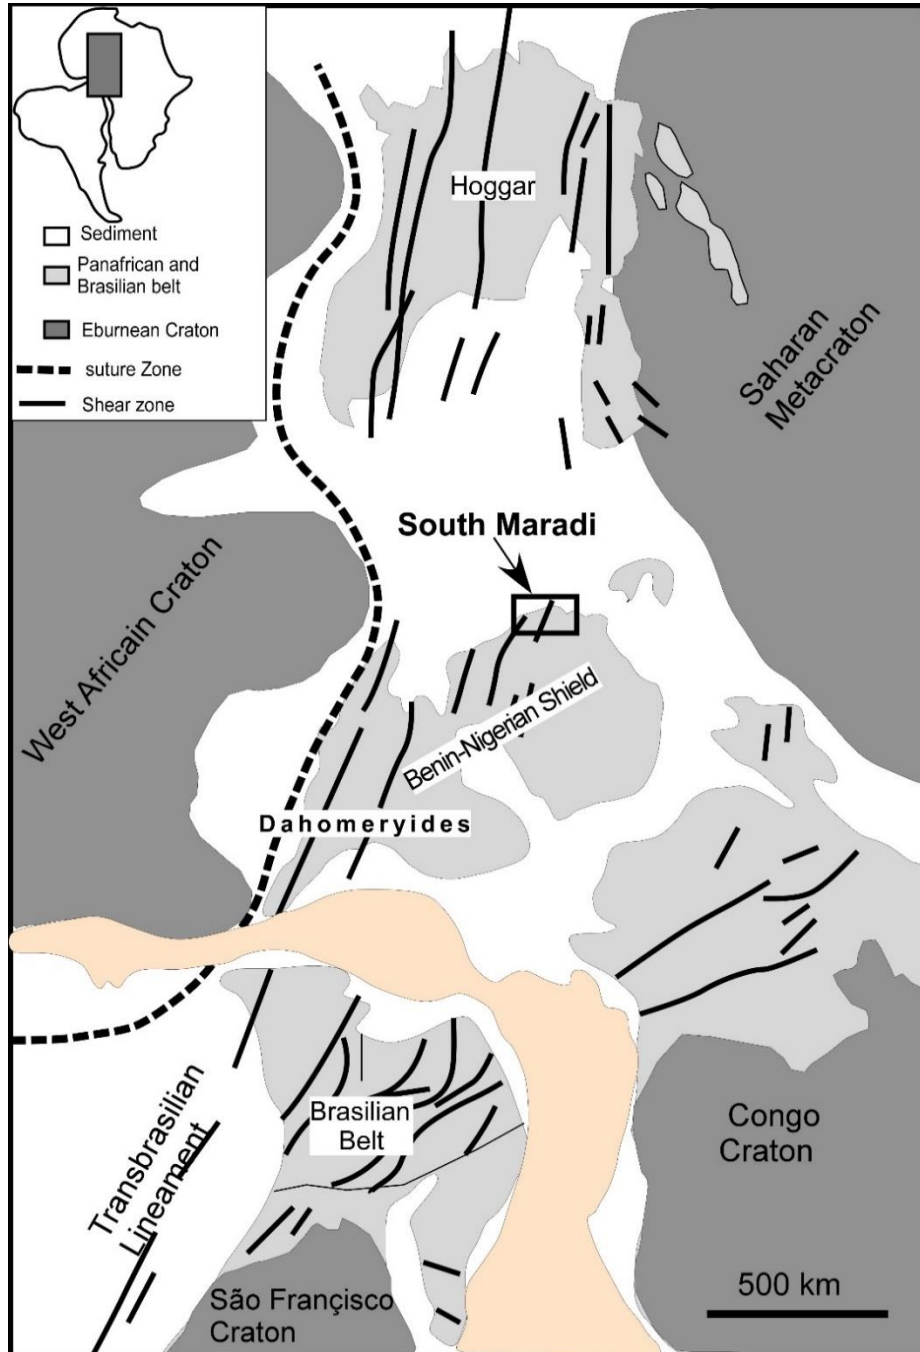 Sediment
Panafrican and
Brasilian belt
Eburnean Craton
suture Zone
Shear zone
Hoggar
Saharan
Metacraton
South Maradi
West Africain Craton
Benin-Nigerian Shield
Dahomeryides
Transbrasilian
Lineament
Brasilian
Belt
Congo
Craton
São Françisco
Craton
500 km